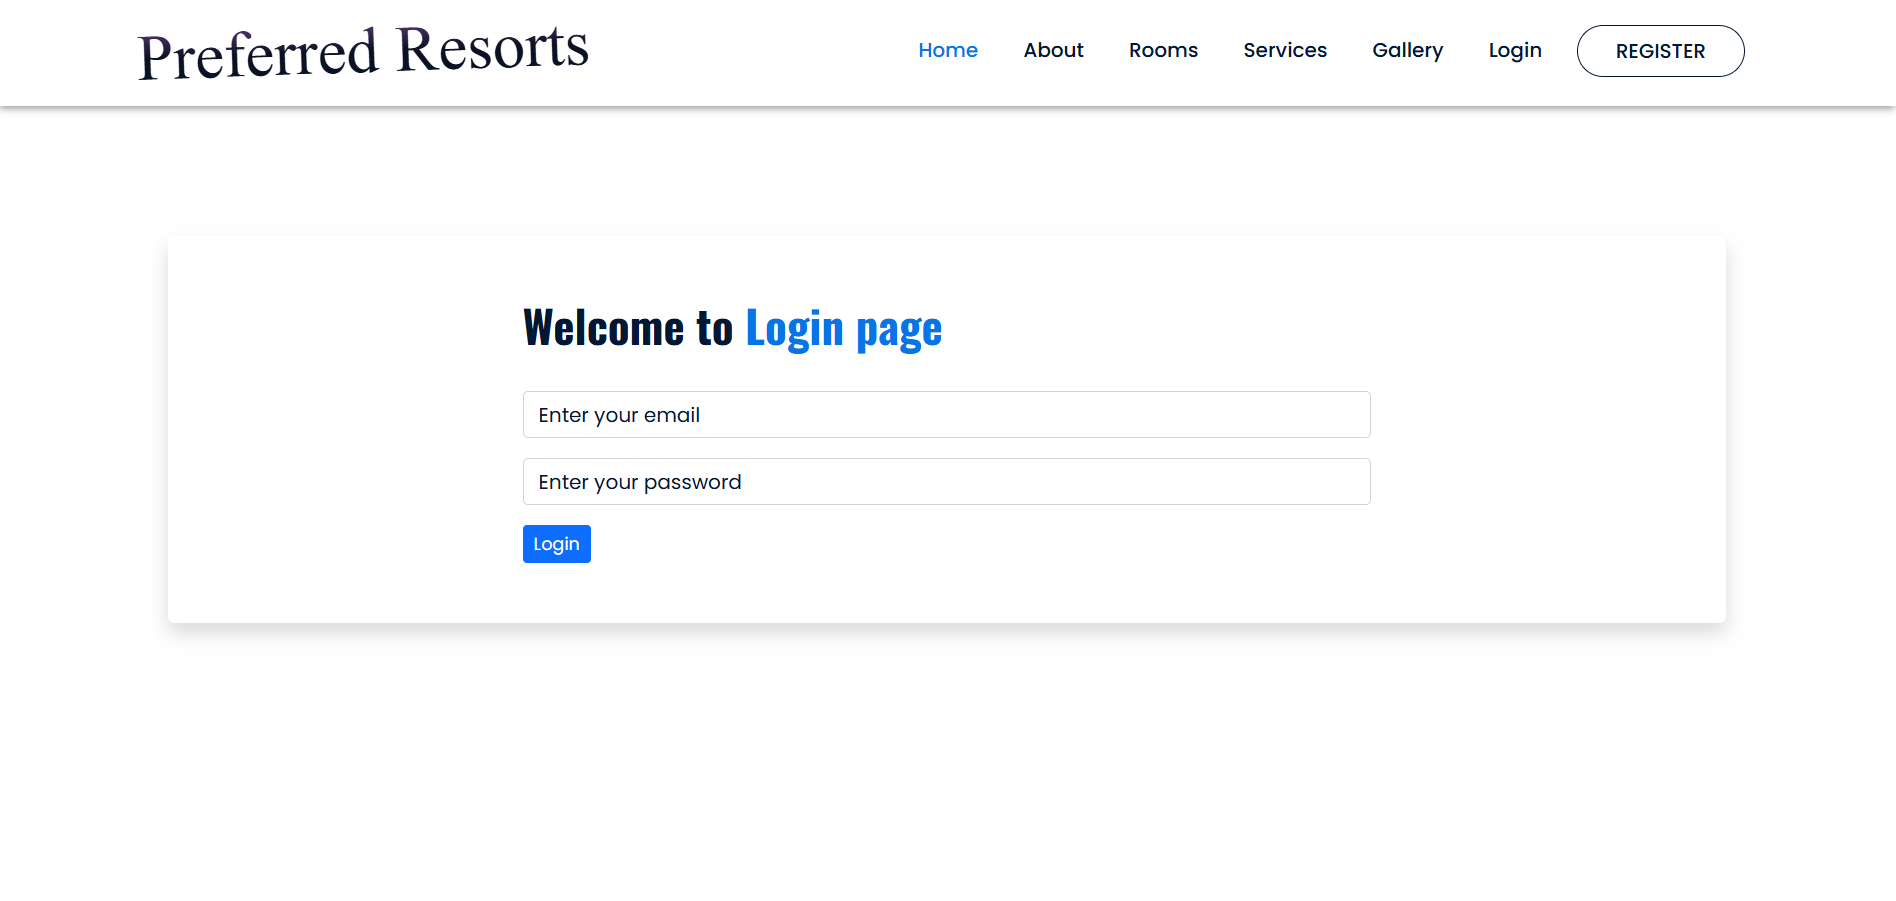 Preferred Resorts
Home About Rooms Services Gallery Login REGISTER
Welcome to Login page
Enter your email
Enter your password
Login